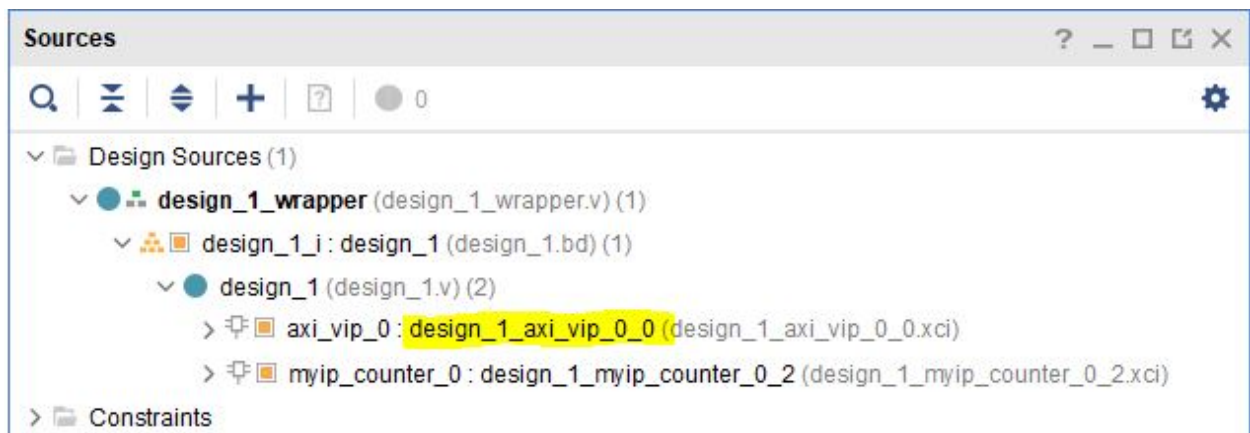 Sources
? 0
Design Sources (1)
design_1_wrapper (design_1_wrapper.v) (1)
design_1_i : design_1 (design_1.bd) (1)
design_1 (design_1.v) (2)
axi_vip_0 : design_1_axi_vip_0_0 (design_1_axi_vip_0_0.xci)
myip_counter_0 : design_1_myip_counter_0_2 (design_1_myip_counter_0_2.xci)
Constraints